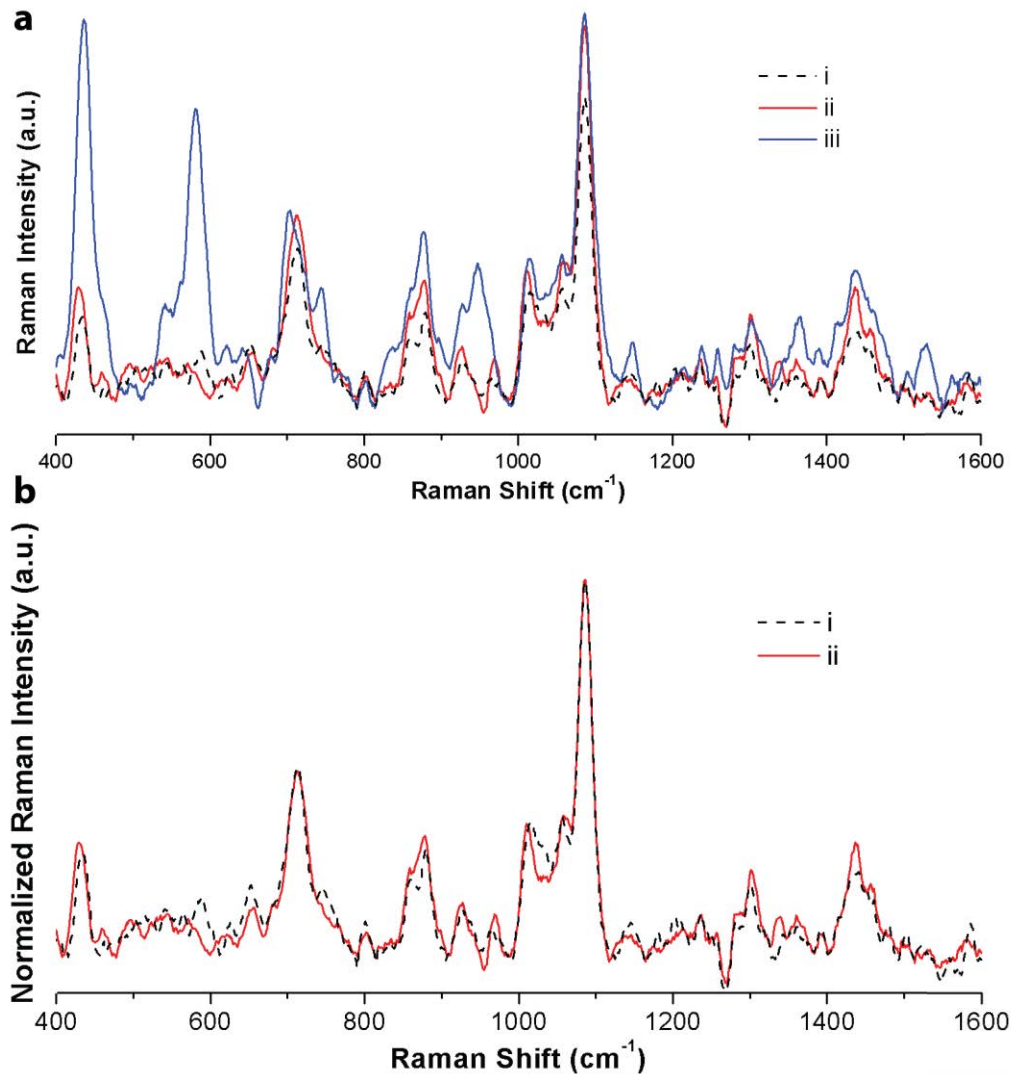 a
Raman Intensity (a.u.)
i
ii
iii
400 600 800 1000 1200 1400 1600
Raman Shift (cm⁻¹)
b
Normalized Raman Intensity (a.u.)
i
ii
400 600 800 1000 1200 1400 1600
Raman Shift (cm⁻¹)